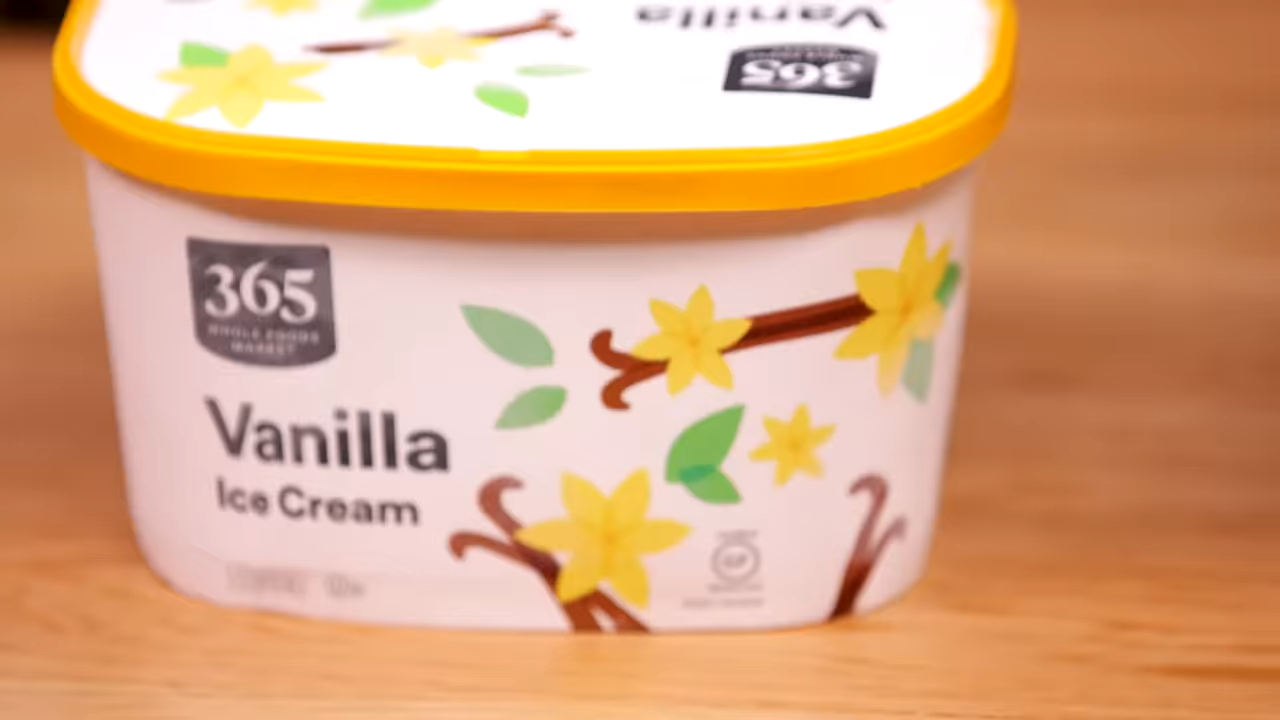 Vanilla
365
365
WHOLE FOODS
MARKET
Vanilla
Ice Cream